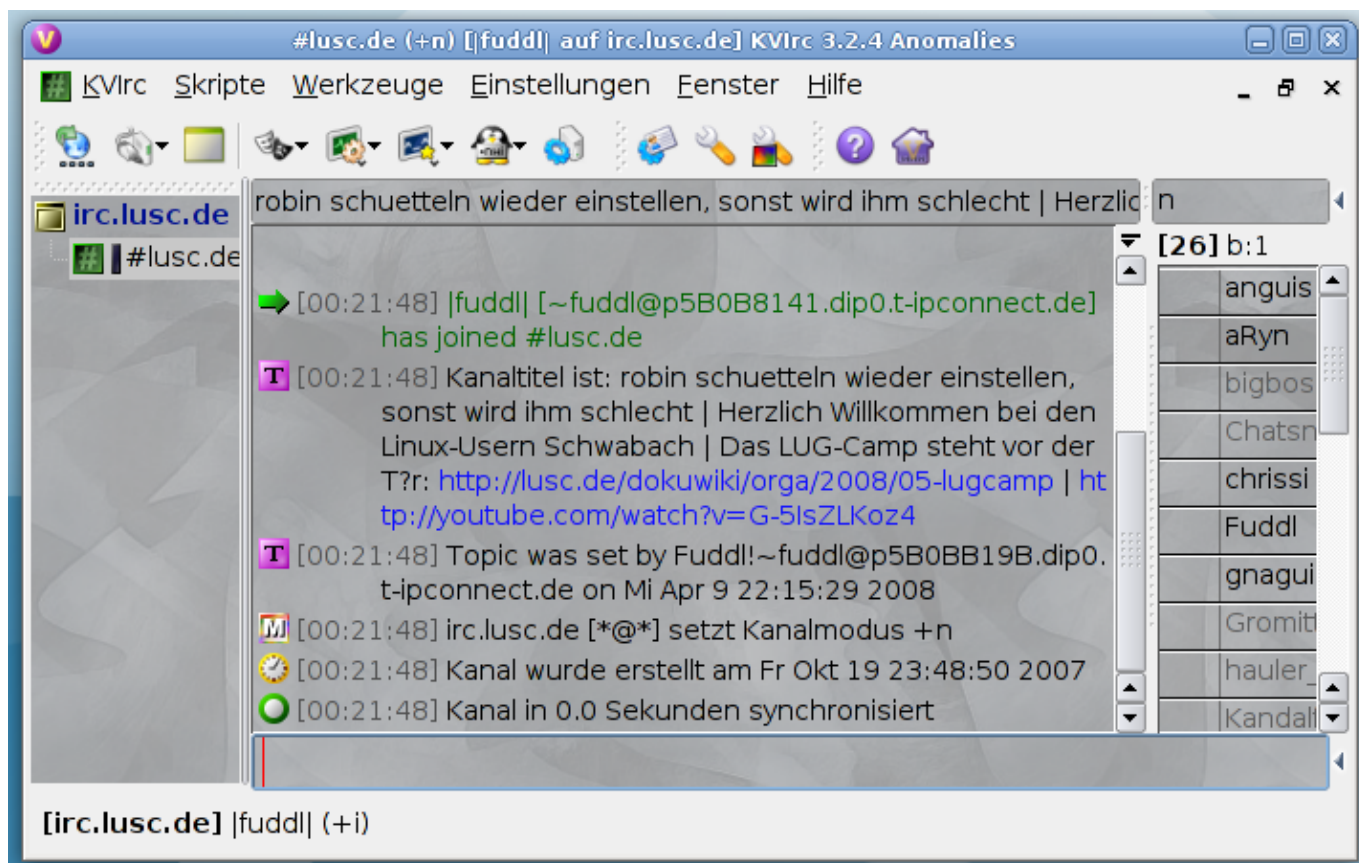 #lusc.de (+n) [|fuddl| auf irc.lusc.de] KVIrc 3.2.4 Anomalies
KVIrc Skripte Werkzeuge Einstellungen Fenster Hilfe
irc.lusc.de
#lusc.de
robin schuetteln wieder einstellen, sonst wird ihm schlecht | Herzlic
n
[00:21:48] |fuddl| [~fuddl@p5B0B8141.dip0.t-ipconnect.de]
has joined #lusc.de
[00:21:48] Kanaltitel ist: robin schuetteln wieder einstellen,
sonst wird ihm schlecht | Herzlich Willkommen bei den
Linux-Usern Schwabach | Das LUG-Camp steht vor der
T?r: http://lusc.de/dokuwiki/orga/2008/05-lugcamp | ht
tp://youtube.com/watch?v=G-5IsZLKoz4
[00:21:48] Topic was set by Fuddl!~fuddl@p5B0BB19B.dip0.
t-ipconnect.de on Mi Apr 9 22:15:29 2008
[00:21:48] irc.lusc.de [*@*] setzt Kanalmodus +n
[00:21:48] Kanal wurde erstellt am Fr Okt 19 23:48:50 2007
[00:21:48] Kanal in 0.0 Sekunden synchronisiert
[26] b:1
anguis
aRyn
bigbos
Chatsn
chrissi
Fuddl
gnagui
Gromitt
hauler_
Kandalf
[irc.lusc.de] |fuddl| (+i)